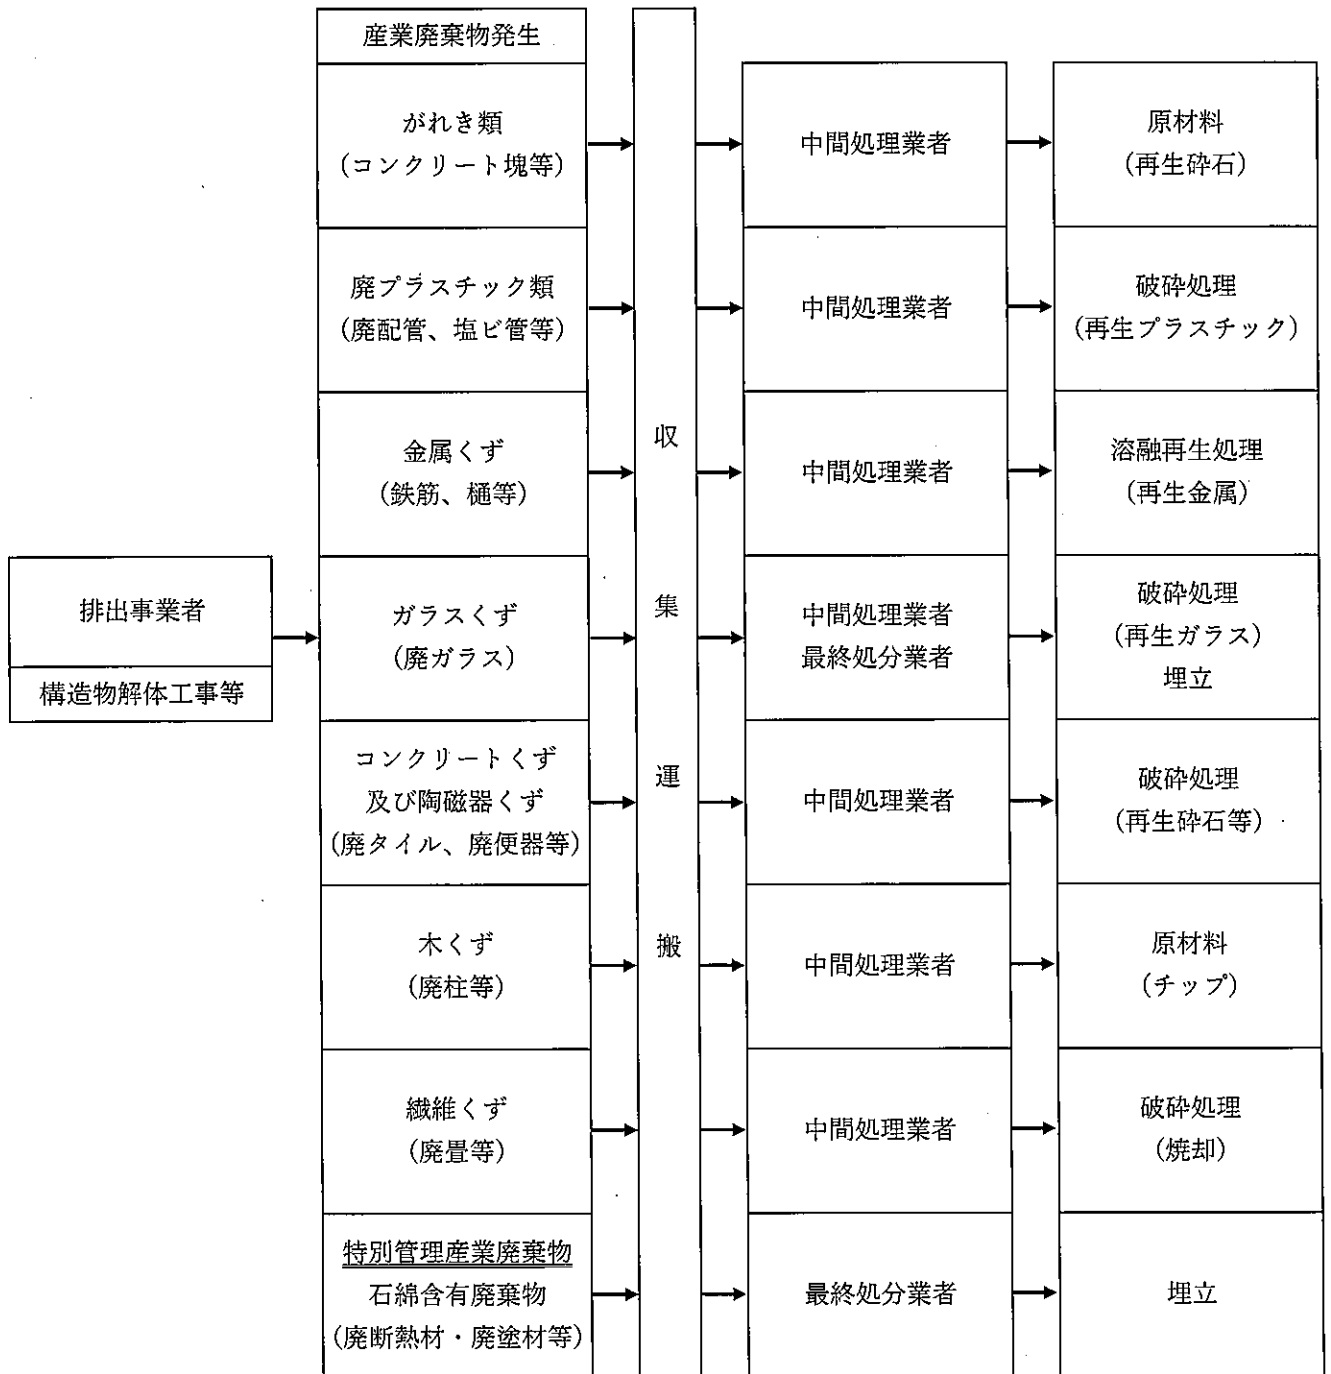 産業廃棄物発生
がれき類
(コンクリート塊等)
中間処理業者
原材料
(再生砕石)
廃プラスチック類
(廃配管、塩ビ管等)
中間処理業者
破砕処理
(再生プラスチック)
金属くず
(鉄筋、樋等)
中間処理業者
溶融再生処理
(再生金属)
排出事業者
構造物解体工事等
ガラスくず
(廃ガラス)
中間処理業者
最終処分業者
破砕処理
(再生ガラス)
埋立
コンクリートくず
及び陶磁器くず
(廃タイル、廃便器等)
中間処理業者
破砕処理
(再生砕石等)
木くず
(廃柱等)
中間処理業者
原材料
(チップ)
繊維くず
(廃畳等)
中間処理業者
破砕処理
(焼却)
特別管理産業廃棄物
石綿含有廃棄物
(廃断熱材・廃塗材等)
最終処分業者
埋立
収
集
運
搬